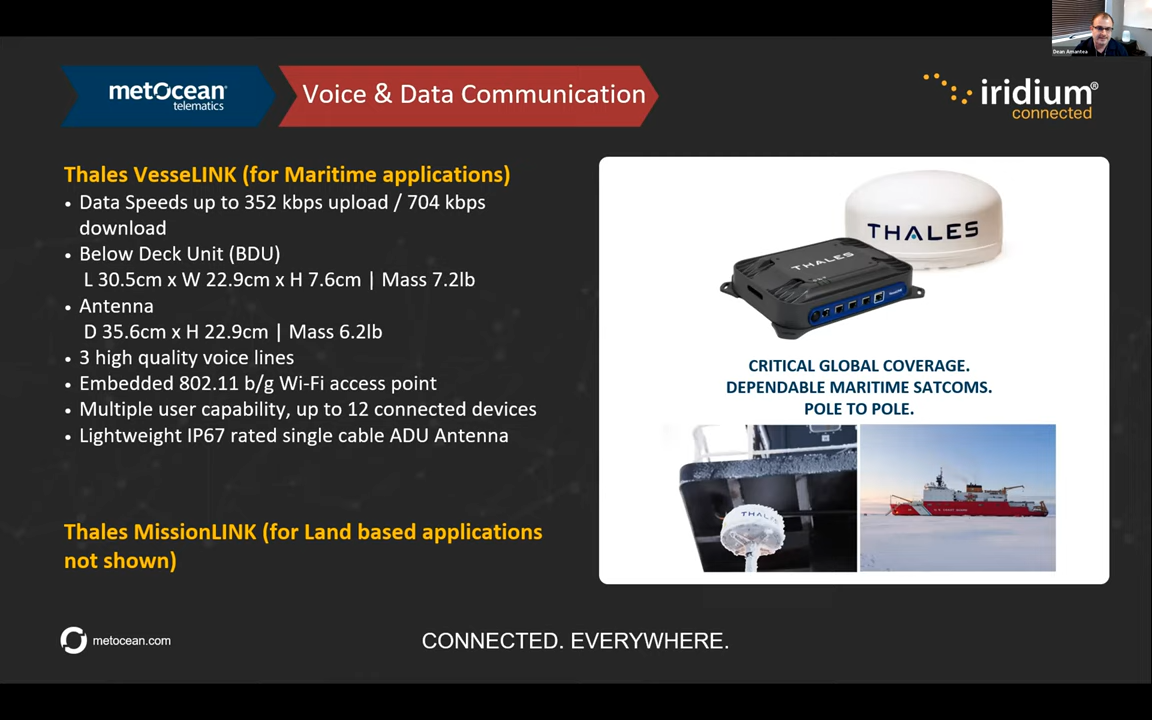 Dean Amantea
metOcean
telematics
Voice & Data Communication
iridium®
connected
Thales VesseLINK (for Maritime applications)
• Data Speeds up to 352 kbps upload / 704 kbps
download
• Below Deck Unit (BDU)
L 30.5cm x W 22.9cm x H 7.6cm | Mass 7.2lb
• Antenna
D 35.6cm x H 22.9cm | Mass 6.2lb
• 3 high quality voice lines
• Embedded 802.11 b/g Wi-Fi access point
• Multiple user capability, up to 12 connected devices
• Lightweight IP67 rated single cable ADU Antenna
Thales MissionLINK (for Land based applications
not shown)
THALES
THALES
CRITICAL GLOBAL COVERAGE.
DEPENDABLE MARITIME SATCOMS.
POLE TO POLE.
THALES
metocean.com
CONNECTED. EVERYWHERE.